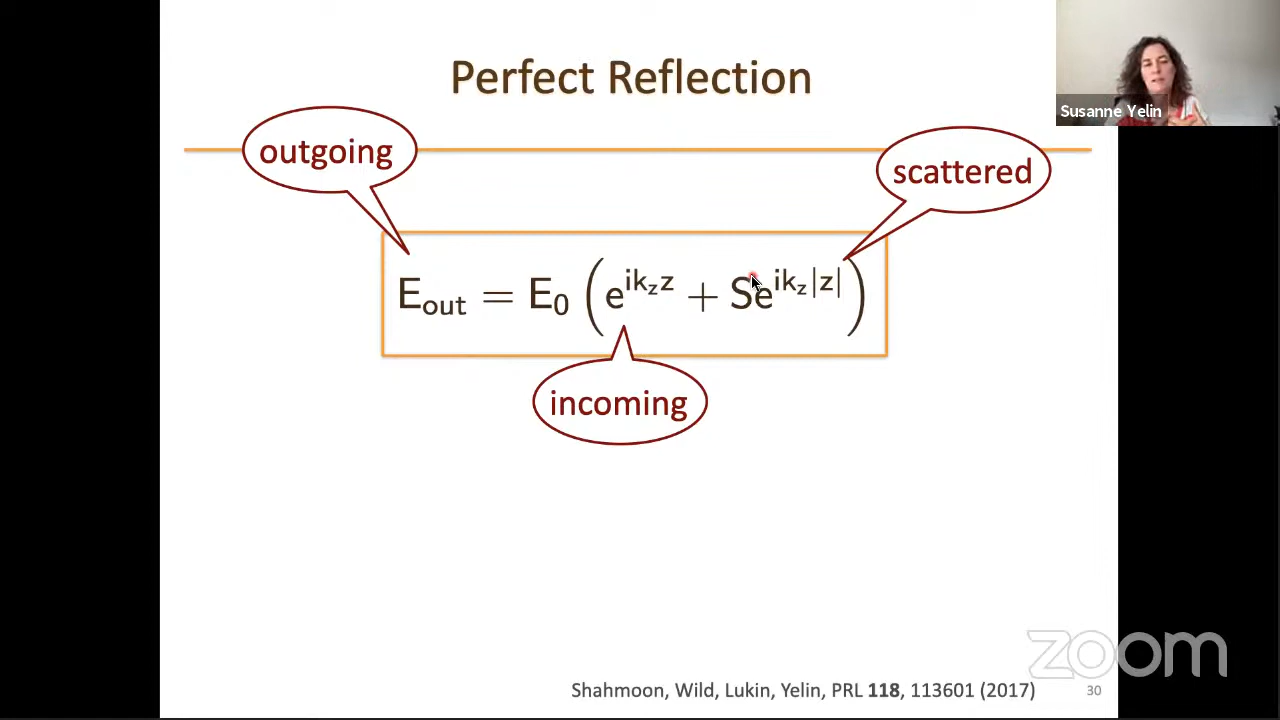 Perfect Reflection
Susanne Yelin
outgoing
scattered
E_out = E_0 ( e^{ik_z z} + Se^{ik_z|z|} )
incoming
zoom
Shahmoon, Wild, Lukin, Yelin, PRL 118, 113601 (2017)
30